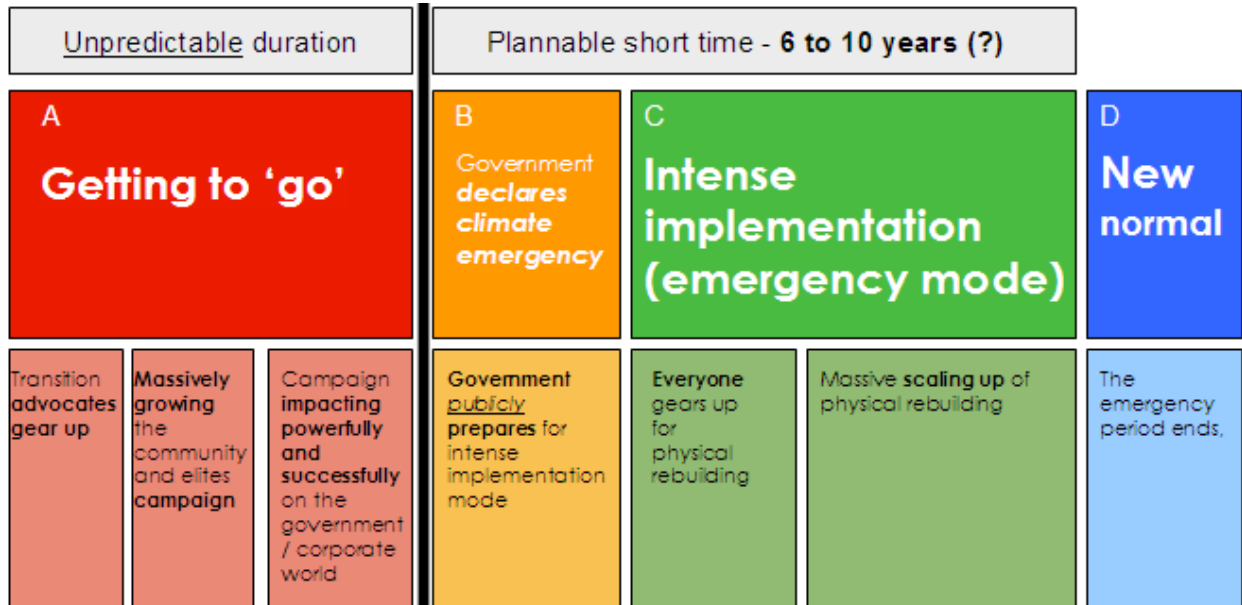 Unpredictable duration
Plannable short time - 6 to 10 years (?)
A
Getting to ‘go’
B
Government
declares
climate
emergency
C
Intense
implementation
(emergency mode)
D
New
normal
Transition
advocates
gear up
Massively
growing
the
community
and elites
campaign
Campaign
impacting
powerfully
and
successfully
on the
government
/ corporate
world
Government
publicly
prepares for
intense
implementation
mode
Everyone
gears up
for
physical
rebuilding
Massive scaling up of
physical rebuilding
The
emergency
period ends,